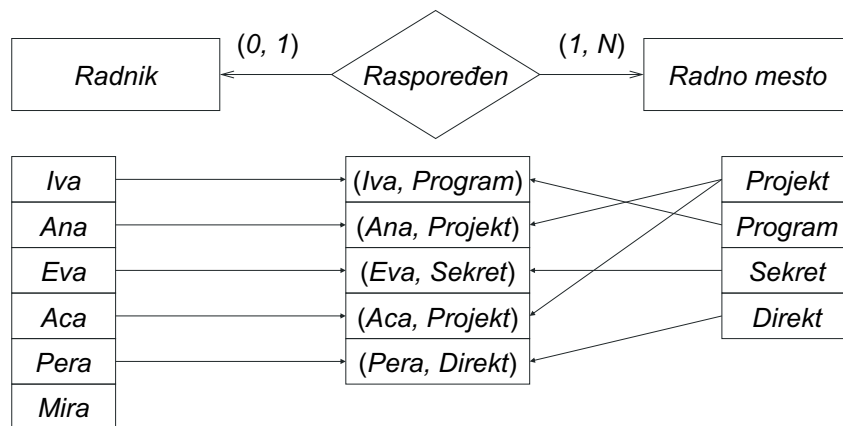 (0, 1) (1, N)
Radnik Raspoređen Radno mesto
Iva (Iva, Program) Projekt
Ana (Ana, Projekt) Program
Eva (Eva, Sekret) Sekret
Aca (Aca, Projekt) Direkt
Pera (Pera, Direkt)
Mira